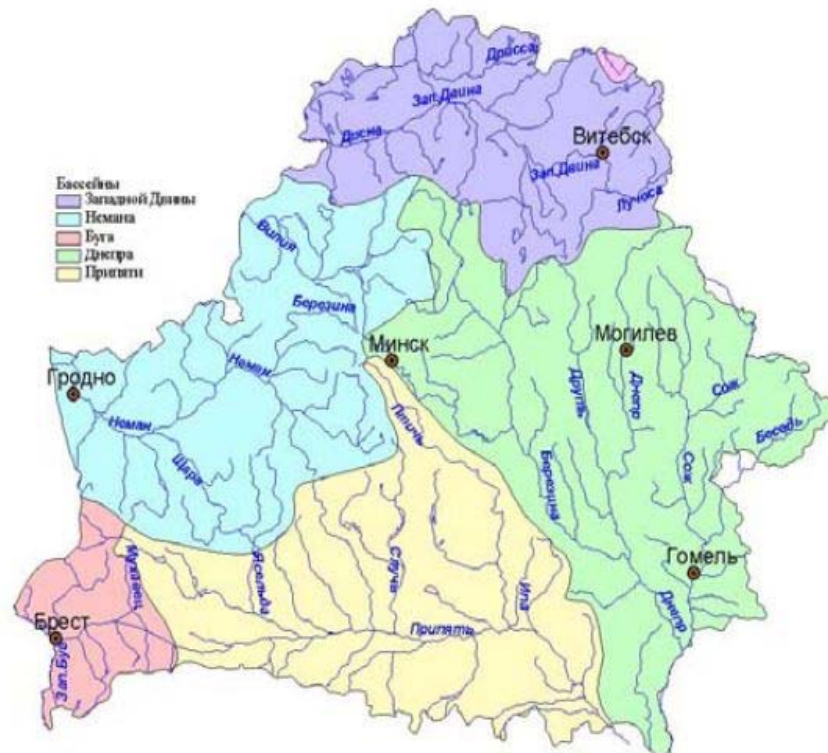 Дрисса
Зап.Двина
Дисна
Витебск
Зап.Двина
Лучоса
Бассейны
Западной Двины
Немана
Буга
Днепра
Припяти
Вилия
Березина
Минск
Могилев
Гродно
Неман
Неман
Щара
Птичь
Друть
Днепр
Сож
Беседь
Березина
Сож
Гомель
Мухавец
Ясельда
Случь
Ипа
Днепр
Брест
Припять
Зап.Буг